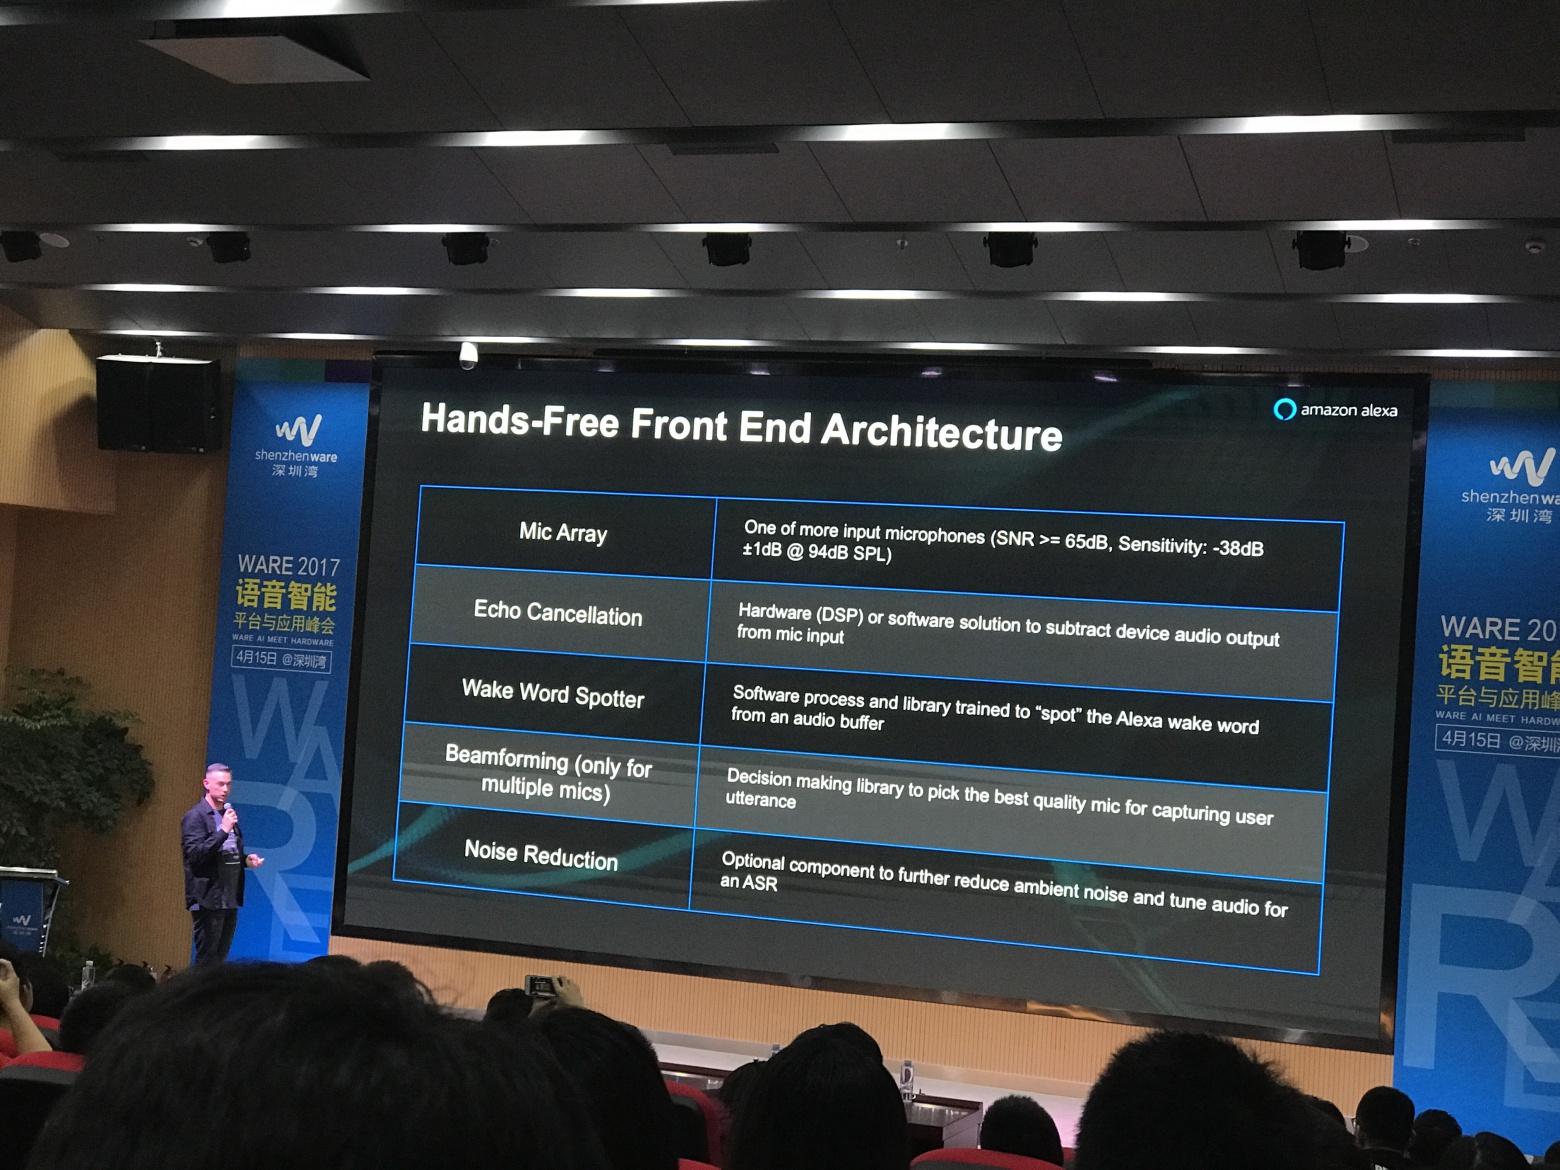 Hands-Free Front End Architecture
amazon alexa
Mic Array
One of more input microphones (SNR >= 65dB, Sensitivity: -38dB
±1dB @ 94dB SPL)
Echo Cancellation
Hardware (DSP) or software solution to subtract device audio output
from mic input
Wake Word Spotter
Software process and library trained to “spot” the Alexa wake word
from an audio buffer
Beamforming (only for
multiple mics)
Decision making library to pick the best quality mic for capturing user
utterance
Noise Reduction
Optional component to further reduce ambient noise and tune audio for
an ASR
shenzhenware
深圳湾
WARE 2017
语音智能
平台与应用峰会
WARE AI MEET HARDWARE
4月15日 @深圳湾
WARE
shenzhenwa
深圳湾
WARE 20
语音智能
平台与应用峰
WARE AI MEET HARDW
4月15日 @深圳
WARE